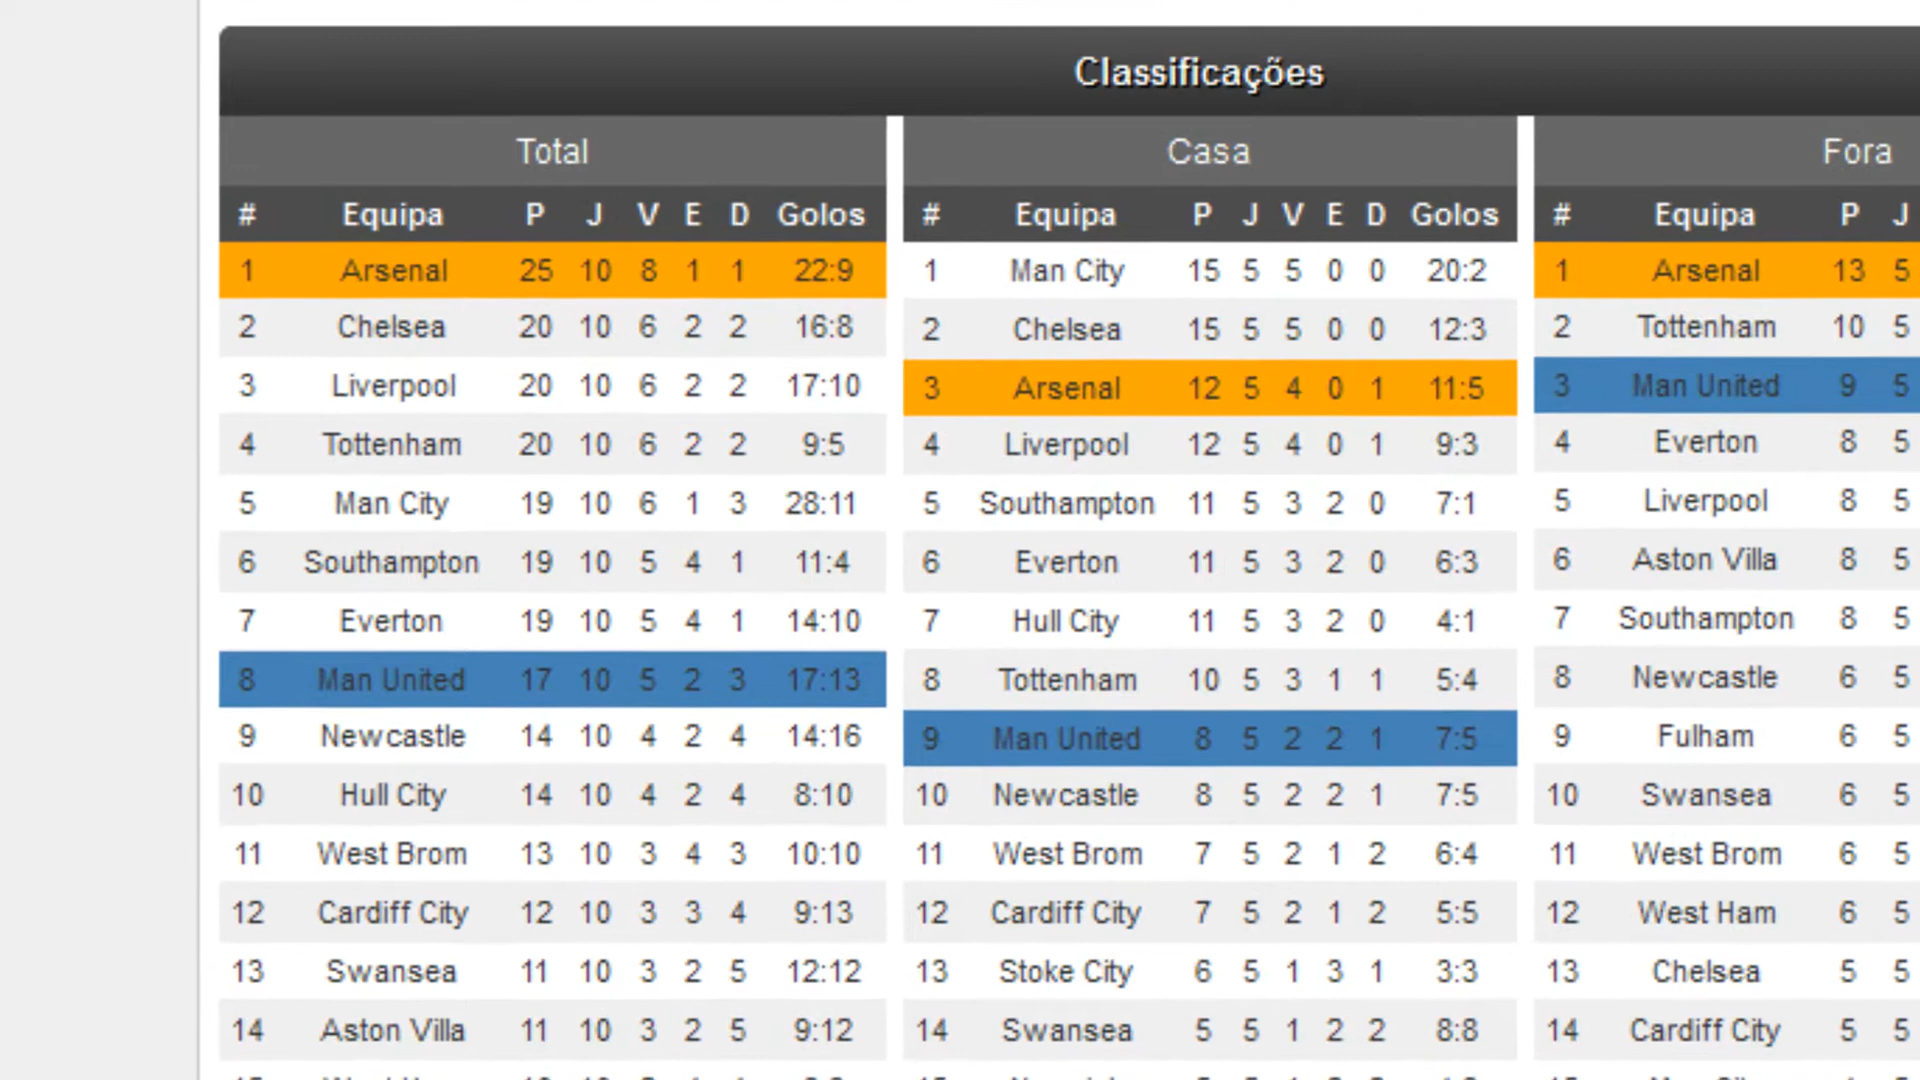 Classificações
Total Casa Fora
# Equipa P J V E D Golos # Equipa P J V E D Golos # Equipa P J
1 Arsenal 25 10 8 1 1 22:9 1 Man City 15 5 5 0 0 20:2 1 Arsenal 13 5
2 Chelsea 20 10 6 2 2 16:8 2 Chelsea 15 5 5 0 0 12:3 2 Tottenham 10 5
3 Liverpool 20 10 6 2 2 17:10 3 Arsenal 12 5 4 0 1 11:5 3 Man United 9 5
4 Tottenham 20 10 6 2 2 9:5 4 Liverpool 12 5 4 0 1 9:3 4 Everton 8 5
5 Man City 19 10 6 1 3 28:11 5 Southampton 11 5 3 2 0 7:1 5 Liverpool 8 5
6 Southampton 19 10 5 4 1 11:4 6 Everton 11 5 3 2 0 6:3 6 Aston Villa 8 5
7 Everton 19 10 5 4 1 14:10 7 Hull City 11 5 3 2 0 4:1 7 Southampton 8 5
8 Man United 17 10 5 2 3 17:13 8 Tottenham 10 5 3 1 1 5:4 8 Newcastle 6 5
9 Newcastle 14 10 4 2 4 14:16 9 Man United 8 5 2 2 1 7:5 9 Fulham 6 5
10 Hull City 14 10 4 2 4 8:10 10 Newcastle 8 5 2 2 1 7:5 10 Swansea 6 5
11 West Brom 13 10 3 4 3 10:10 11 West Brom 7 5 2 1 2 6:4 11 West Brom 6 5
12 Cardiff City 12 10 3 3 4 9:13 12 Cardiff City 7 5 2 1 2 5:5 12 West Ham 6 5
13 Swansea 11 10 3 2 5 12:12 13 Stoke City 6 5 1 3 1 3:3 13 Chelsea 5 5
14 Aston Villa 11 10 3 2 5 9:12 14 Swansea 5 5 1 2 2 8:8 14 Cardiff City 5 5